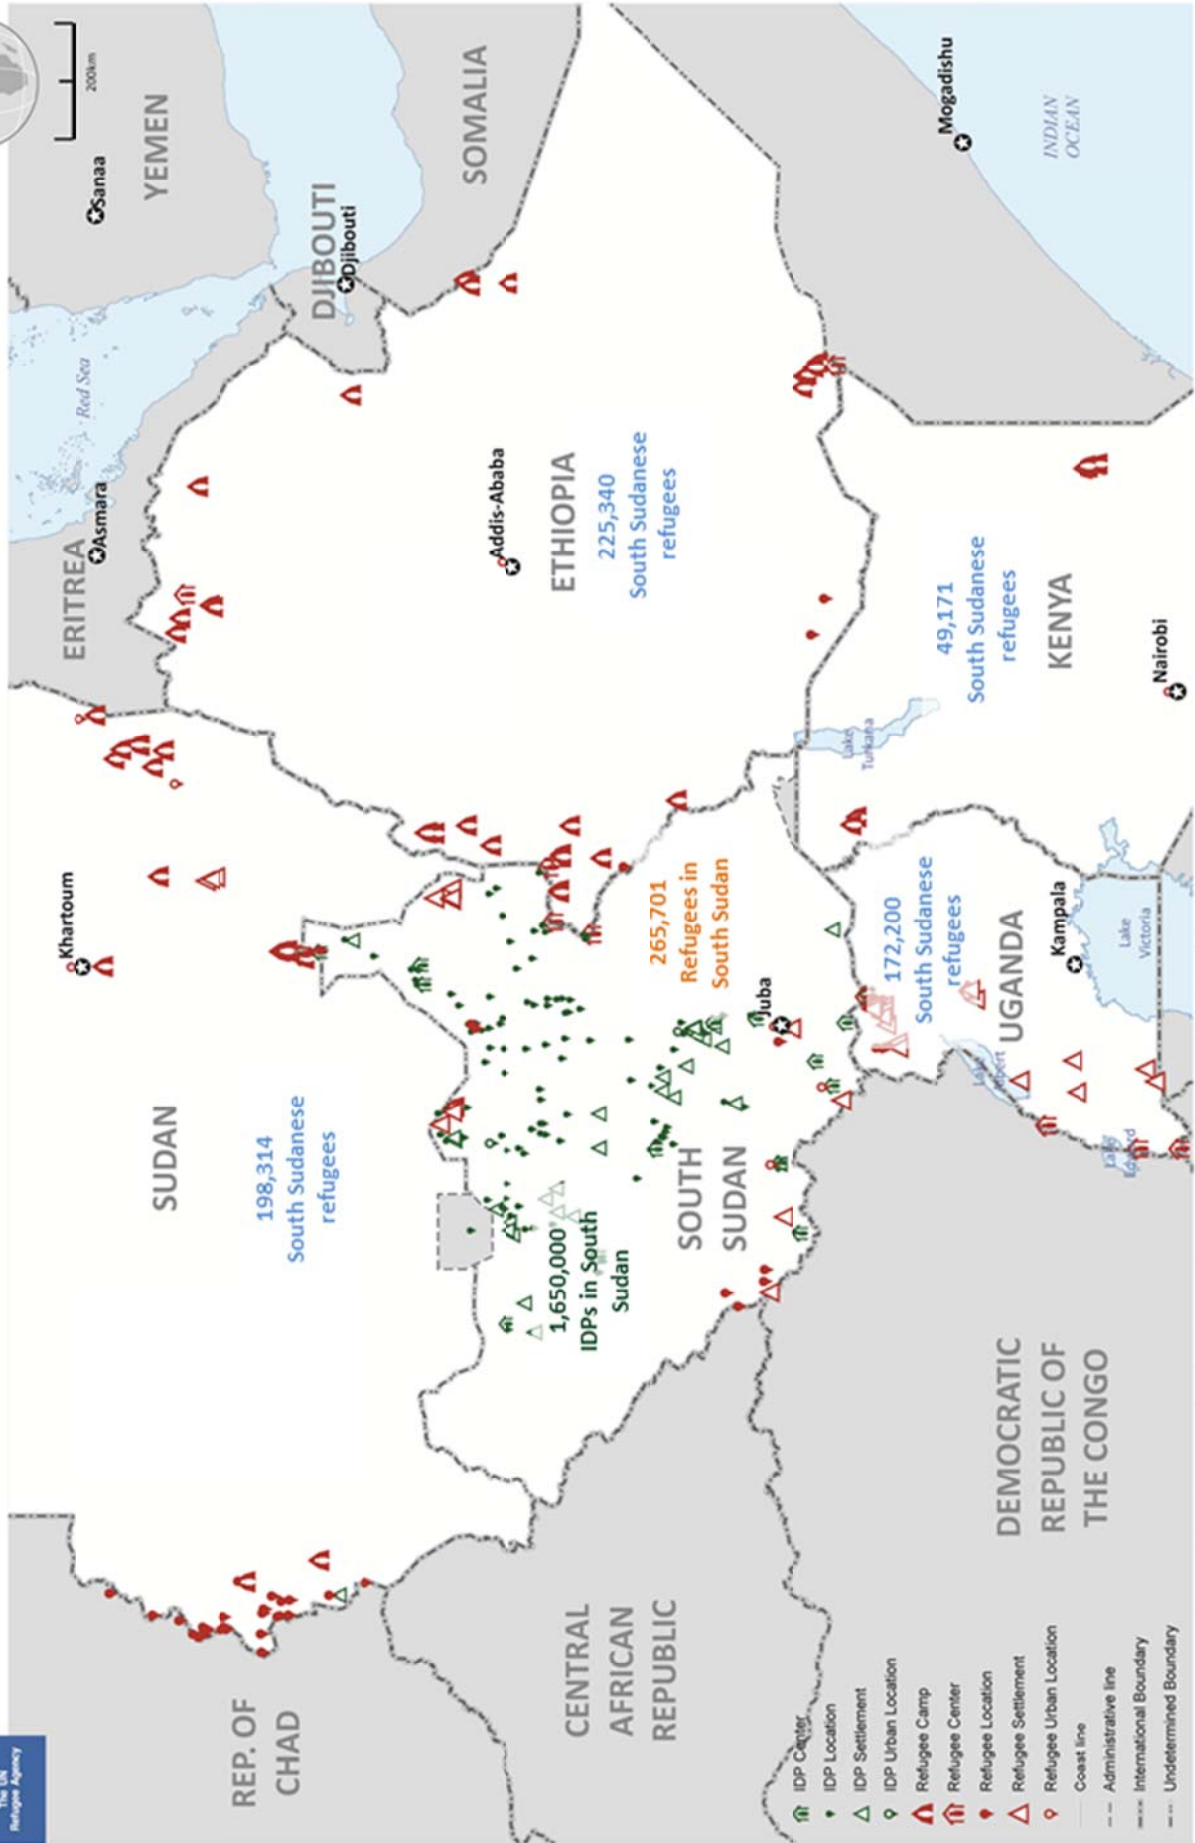 The UN
Refugee Agency
200km
Sanaa
YEMEN
Red Sea
Asmara
ERITREA
DJIBOUTI
Djibouti
SOMALIA
Khartoum
SUDAN
198,314
South Sudanese
refugees
REP. OF
CHAD
Addis-Ababa
ETHIOPIA
225,340
South Sudanese
refugees
1,650,000*
IDPs in South
Sudan
265,701
Refugees in
South Sudan
SOUTH
SUDAN
Juba
CENTRAL
AFRICAN
REPUBLIC
Lake
Turkana
49,171
South Sudanese
refugees
KENYA
Nairobi
Mogadishu
INDIAN
OCEAN
172,200
South Sudanese
refugees
UGANDA
Kampala
Lake
Victoria
DEMOCRATIC
REPUBLIC OF
THE CONGO
IDP Center
IDP Location
IDP Settlement
IDP Urban Location
Refugee Camp
Refugee Center
Refugee Location
Refugee Settlement
Refugee Urban Location
Coast line
Administrative line
International Boundary
Undetermined Boundary